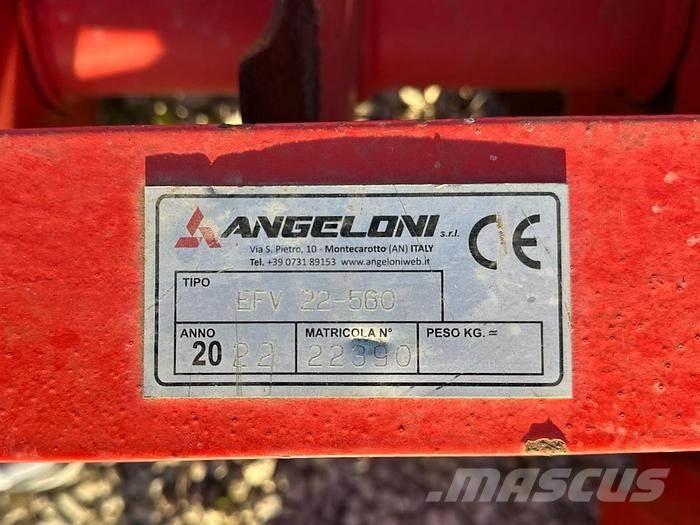 ANGELONI s.r.l.
Via S. Pietro, 10 - Montecarotto (AN) ITALY
Tel. +39 0731 89153 www.angeloniweb.it
CE
TIPO
EFV 22-560
ANNO
2022
MATRICOLA N°
22390
PESO KG. ≃
MASCUS